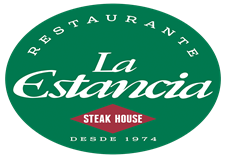 RESTAURANTE
La
Estancia
STEAK HOUSE
DESDE 1974